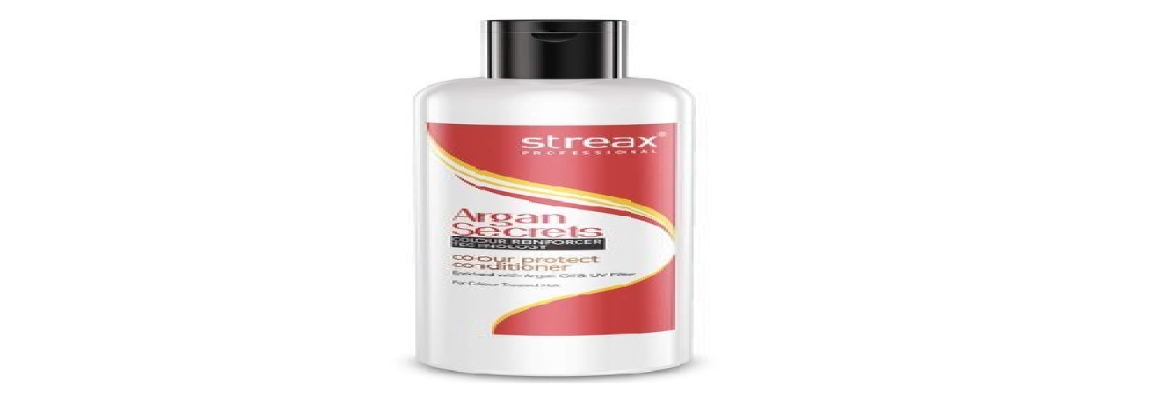 streax®
PROFESSIONAL
Argan
Secrets
COLOUR REINFORCER
TECHNOLOGY
colour protect
conditioner
Enriched with Argan Oil & UV Filter
For Colour Treated Hair